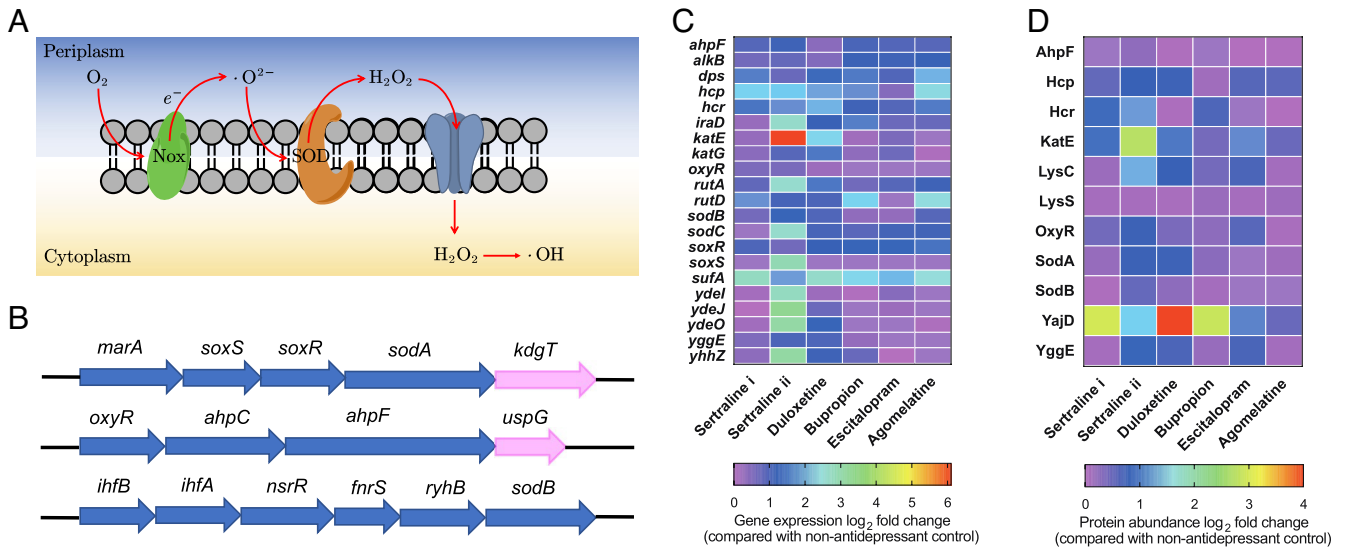 A
Periplasm
O₂
e⁻
· O²⁻
H₂O₂
Nox
SOD
Cytoplasm
H₂O₂
· OH
B
marA soxS soxR sodA kdgT
oxyR ahpC ahpF uspG
ihfB ihfA nsrR fnrS ryhB sodB
C
ahpF
alkB
dps
hcp
hcr
iraD
katE
katG
oxyR
rutA
rutD
sodB
sodC
soxR
soxS
sufA
ydeI
ydeJ
ydeO
yggE
yhhZ
Sertraline i
Sertraline ii
Duloxetine
Bupropion
Escitalopram
Agomelatine
0 1 2 3 4 5 6
Gene expression log₂ fold change
(compared with non-antidepressant control)
D
AhpF
Hcp
Hcr
KatE
LysC
LysS
OxyR
SodA
SodB
YajD
YggE
Sertraline i
Sertraline ii
Duloxetine
Bupropion
Escitalopram
Agomelatine
0 1 2 3 4
Protein abundance log₂ fold change
(compared with non-antidepressant control)